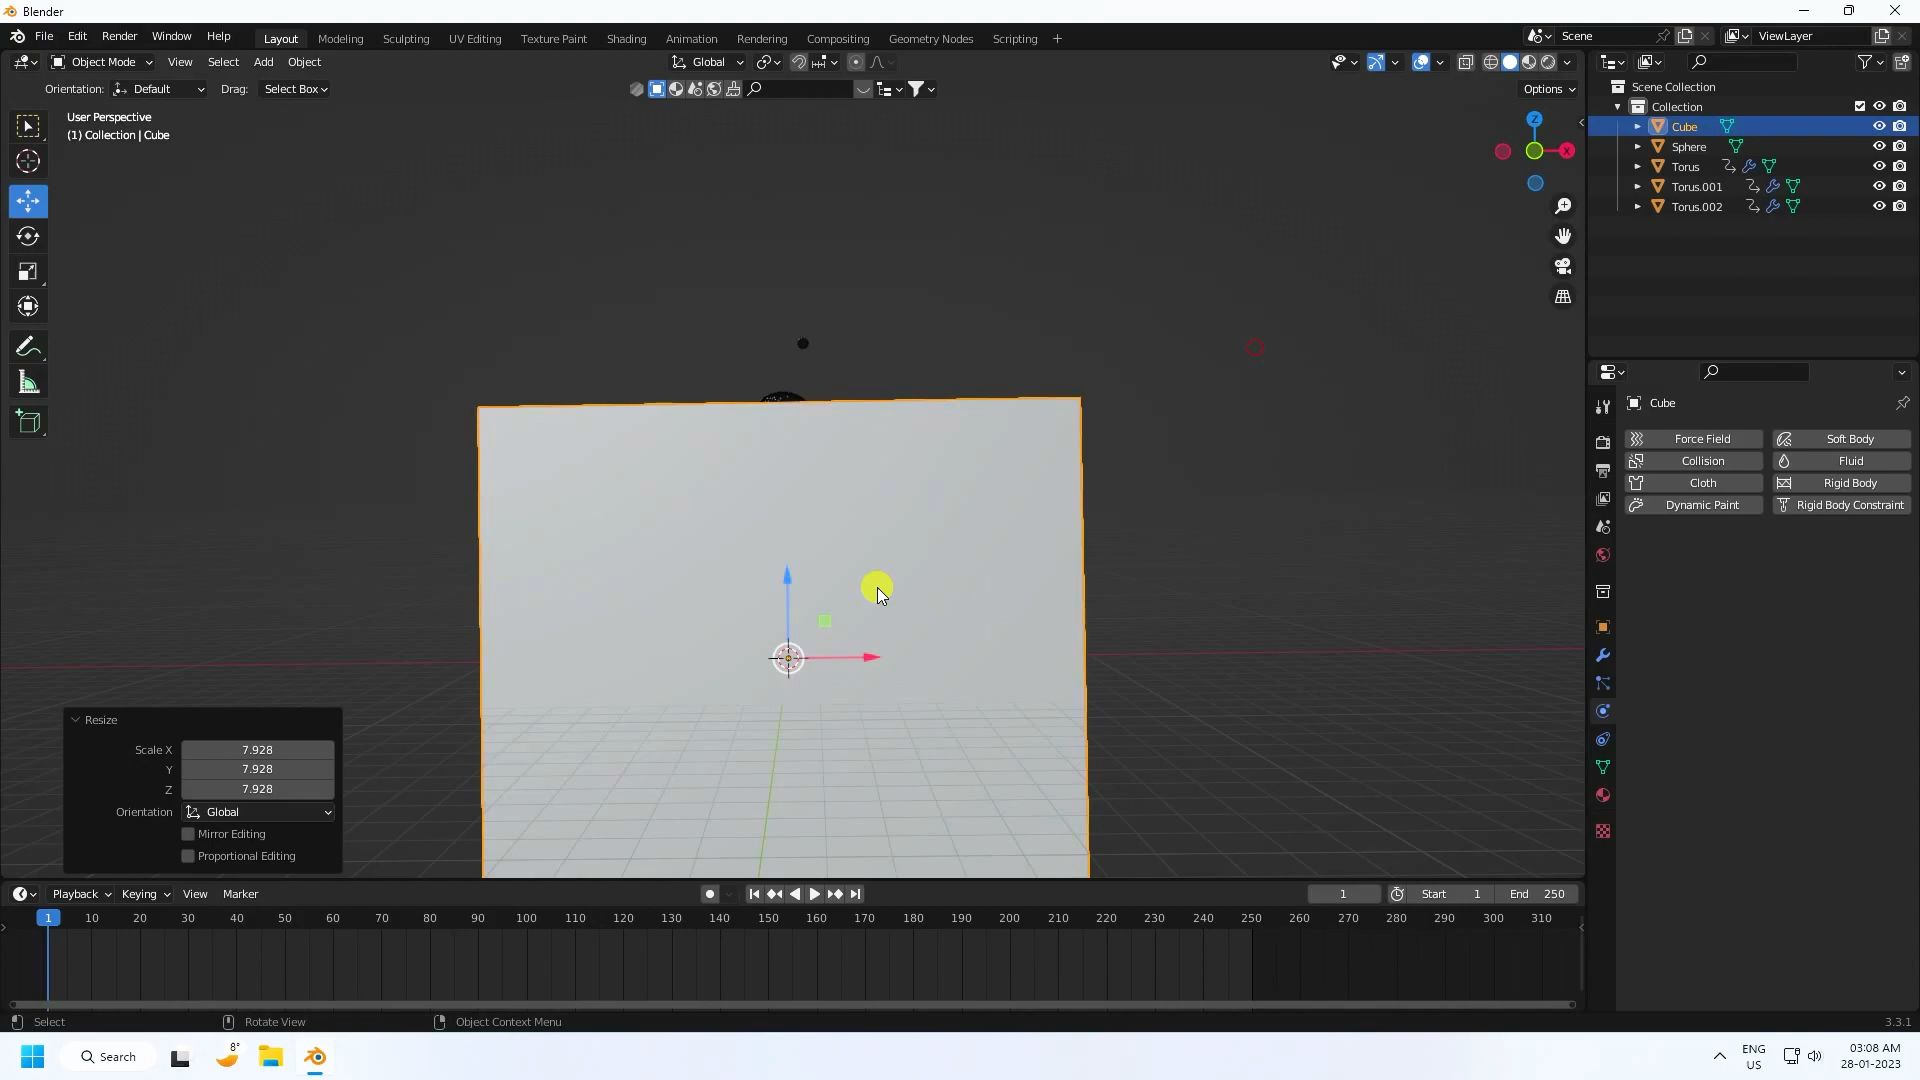 Blender
File Edit Render Window Help Layout Modeling Sculpting UV Editing Texture Paint Shading Animation Rendering Compositing Geometry Nodes Scripting + Scene ViewLayer
Object Mode View Select Add Object Global
Orientation: Default Drag: Select Box Options
User Perspective
(1) Collection | Cube
Z
X
Scene Collection
Collection
Cube
Sphere
Torus
Torus.001
Torus.002
Cube
Force Field Soft Body
Collision Fluid
Cloth Rigid Body
Dynamic Paint Rigid Body Constraint
Resize
Scale X 7.928
Y 7.928
Z 7.928
Orientation Global
Mirror Editing
Proportional Editing
Playback Keying View Marker 1 Start 1 End 250
1 10 20 30 40 50 60 70 80 90 100 110 120 130 140 150 160 170 180 190 200 210 220 230 240 250 260 270 280 290 300 310
Select Rotate View Object Context Menu 3.3.1
Search 8° ENG US 03:08 AM 28-01-2023